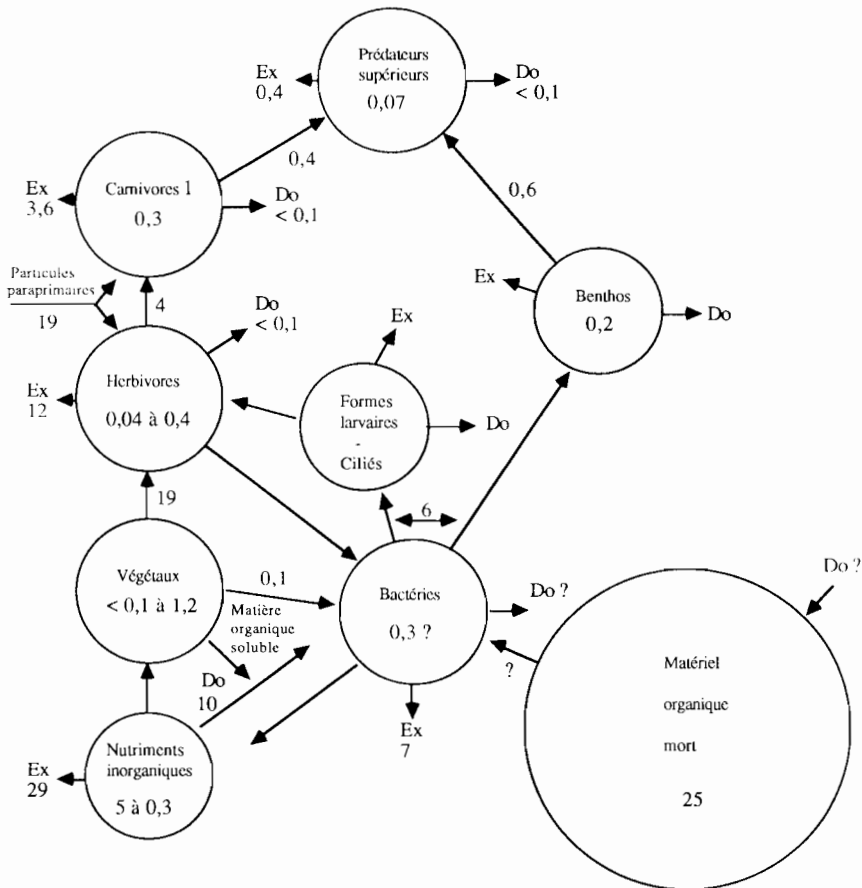 Prédateurs
supérieurs
0,07
Ex
0,4
Do
< 0,1
0,4
0,6
Carnivores 1
0,3
Ex
3,6
Do
< 0,1
Particules
paraprimaires
19
4
Ex
Benthos
0,2
Do
Do
< 0,1
Ex
Herbivores
0,04 à 0,4
Ex
12
Formes
larvaires
-
Ciliés
Do
19
6
Végétaux
< 0,1 à 1,2
0,1
Matière
organique
soluble
Bactéries
0,3 ?
Do ?
Do ?
?
Do
10
Ex
7
Matériel
organique
mort
25
Nutriments
inorganiques
5 à 0,3
Ex
29